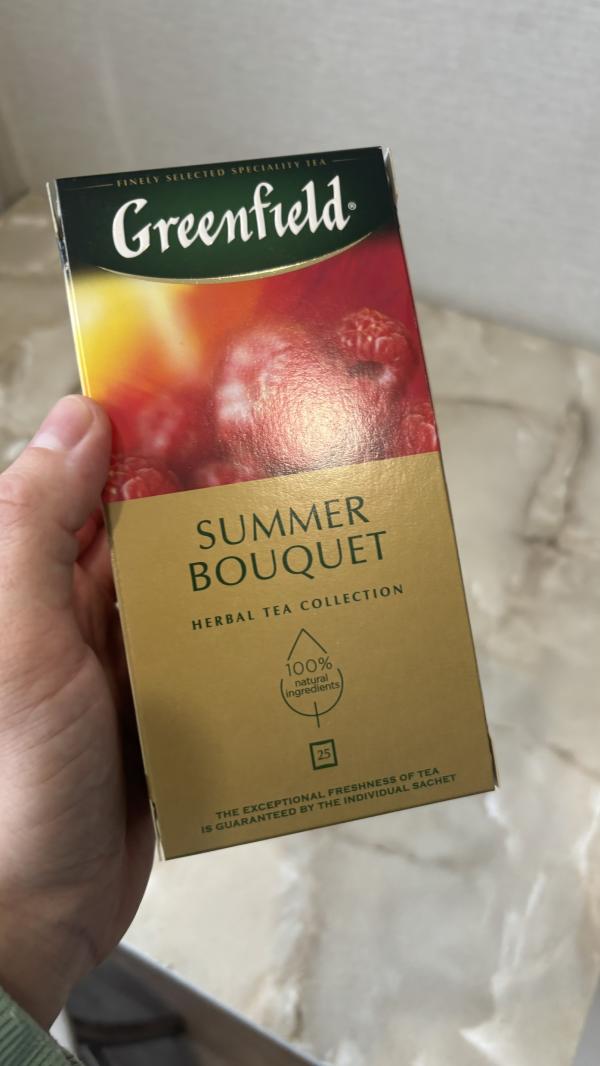 FINELY SELECTED SPECIALITY TEA
Greenfield®
SUMMER
BOUQUET
HERBAL TEA COLLECTION
100%
natural
ingredients
25
THE EXCEPTIONAL FRESHNESS OF TEA
IS GUARANTEED BY THE INDIVIDUAL SACHET